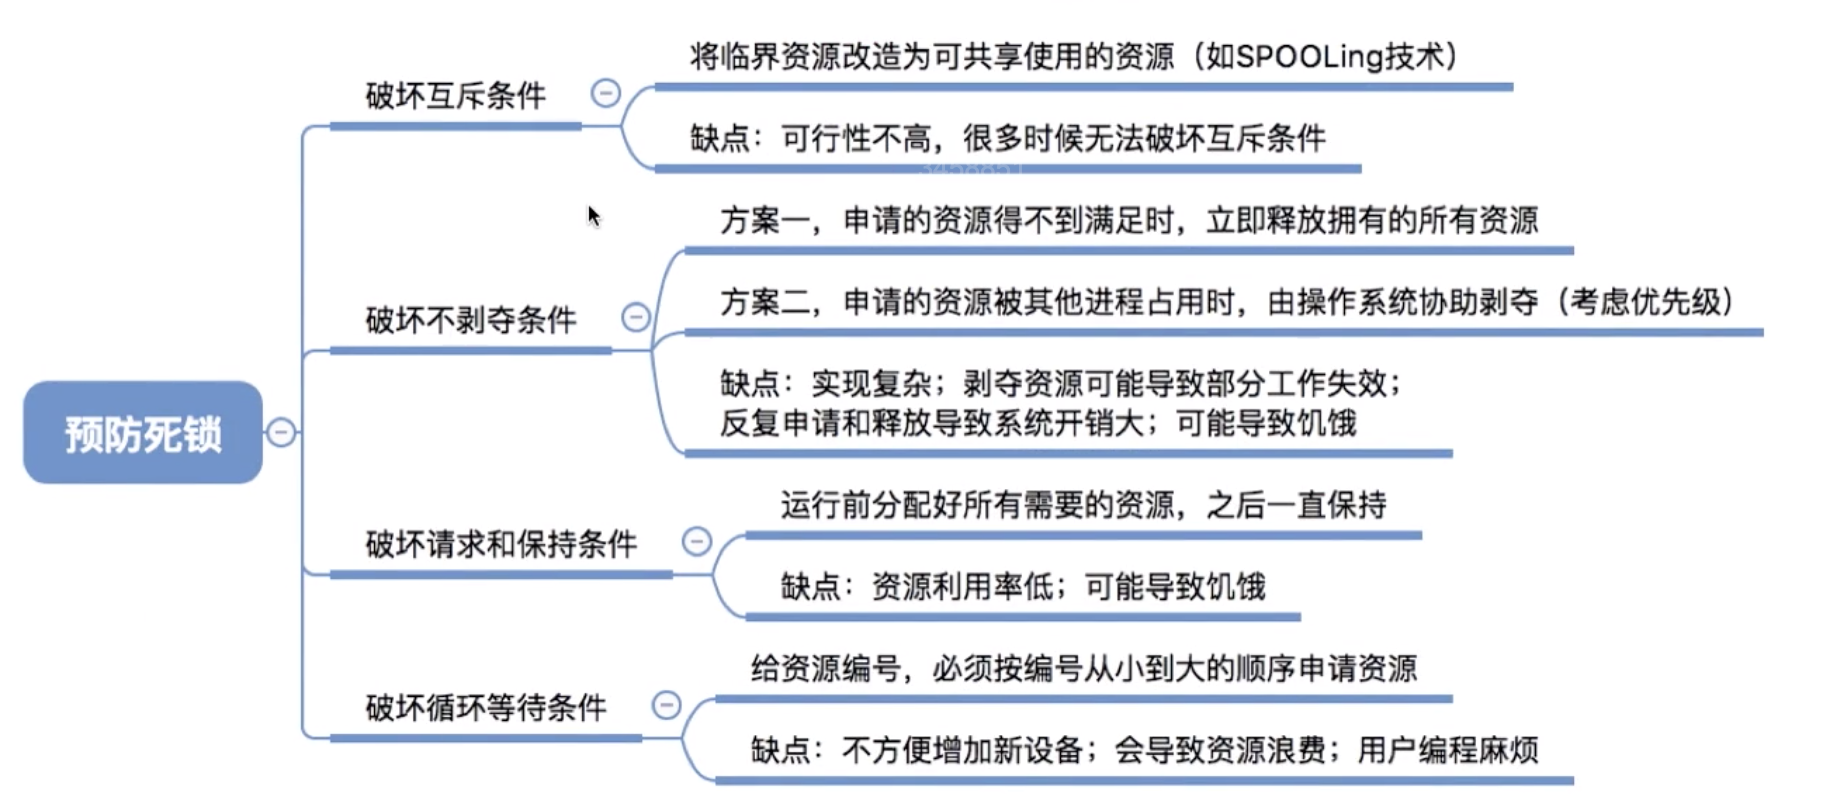 预防死锁
破坏互斥条件
将临界资源改造为可共享使用的资源（如SPOOLing技术）
缺点：可行性不高，很多时候无法破坏互斥条件
破坏不剥夺条件
方案一，申请的资源得不到满足时，立即释放拥有的所有资源
方案二，申请的资源被其他进程占用时，由操作系统协助剥夺（考虑优先级）
缺点：实现复杂；剥夺资源可能导致部分工作失效；
反复申请和释放导致系统开销大；可能导致饥饿
破坏请求和保持条件
运行前分配好所有需要的资源，之后一直保持
缺点：资源利用率低；可能导致饥饿
破坏循环等待条件
给资源编号，必须按编号从小到大的顺序申请资源
缺点：不方便增加新设备；会导致资源浪费；用户编程麻烦